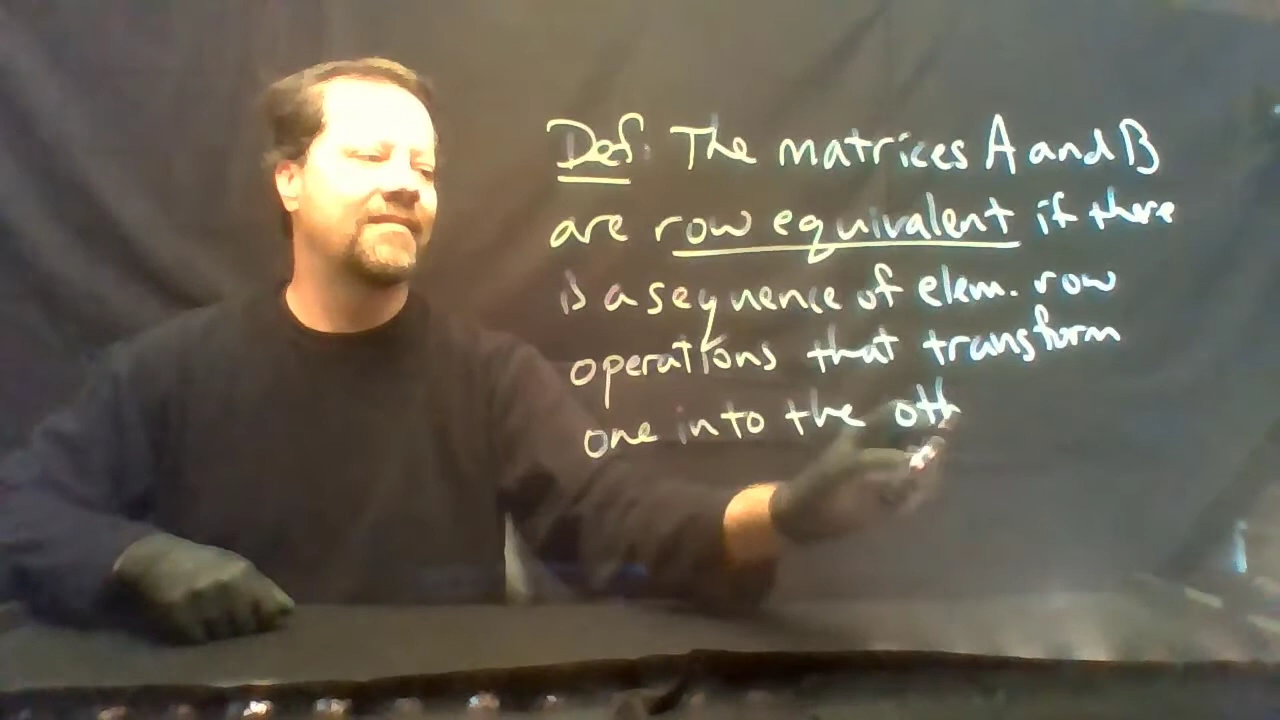 Def: The matrices A and B
are row equivalent if there
is a sequence of elem. row
operations that transform
one into the oth